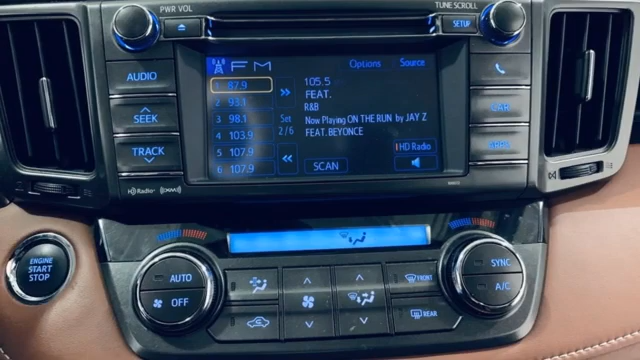 PWR VOL
TUNE SCROLL
SETUP
AUDIO
SEEK
TRACK
HD Radio
XM
FM
Options
Source
1 87.9
2 93.1
3 98.1
4 103.9
5 107.9
6 107.9
Set
2/6
105.5
FEAT.
R&B
Now Playing ON THE RUN by JAY Z
FEAT. BEYONCE
HD Radio
SCAN
CAR
APPS
ENGINE
START
STOP
AUTO
OFF
FRONT
REAR
SYNC
A/C